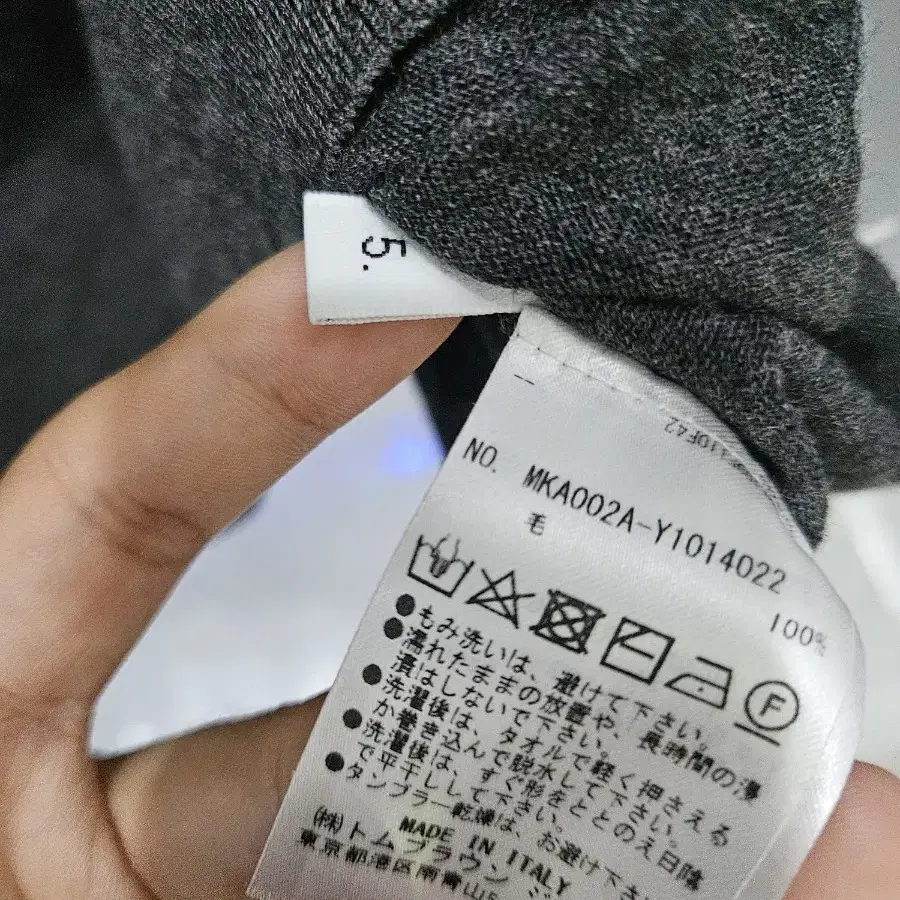 5.
110F42
NO. MKA002A-Y1014022
毛 100%
F
●もみ洗いは、避けて下さい。
●濡れたままの放置や、長時間の浸
漬はしないで下さい。
●洗濯後は、タオルで軽く押さえる
か巻き込んで脱水して下さい。
●洗濯後は、すぐ形をととのえ日陰
で平干しして下さい。
●タンブラー乾燥は、お避け下さ
MADE IN ITALY
(株)トム ブラウン ジ
東京都港区南青山5